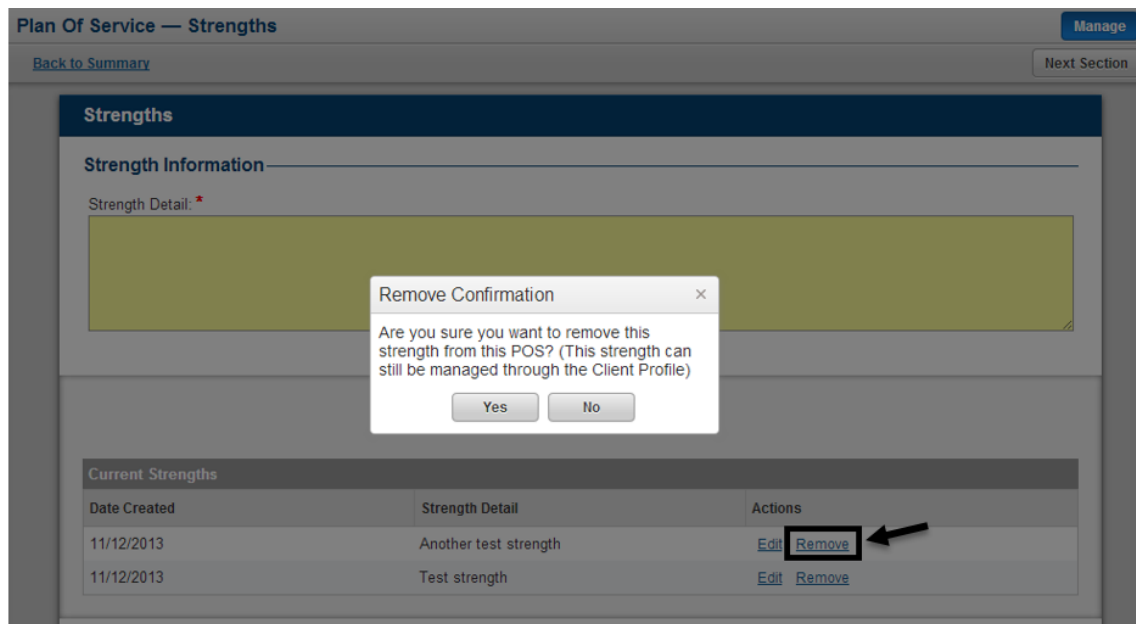 Plan Of Service — Strengths
Manage
Back to Summary
Next Section
Strengths
Strength Information
Strength Detail: *
Remove Confirmation ×
Are you sure you want to remove this
strength from this POS? (This strength can
still be managed through the Client Profile)
Yes No
Current Strengths
Date Created Strength Detail Actions
11/12/2013 Another test strength Edit Remove
11/12/2013 Test strength Edit Remove